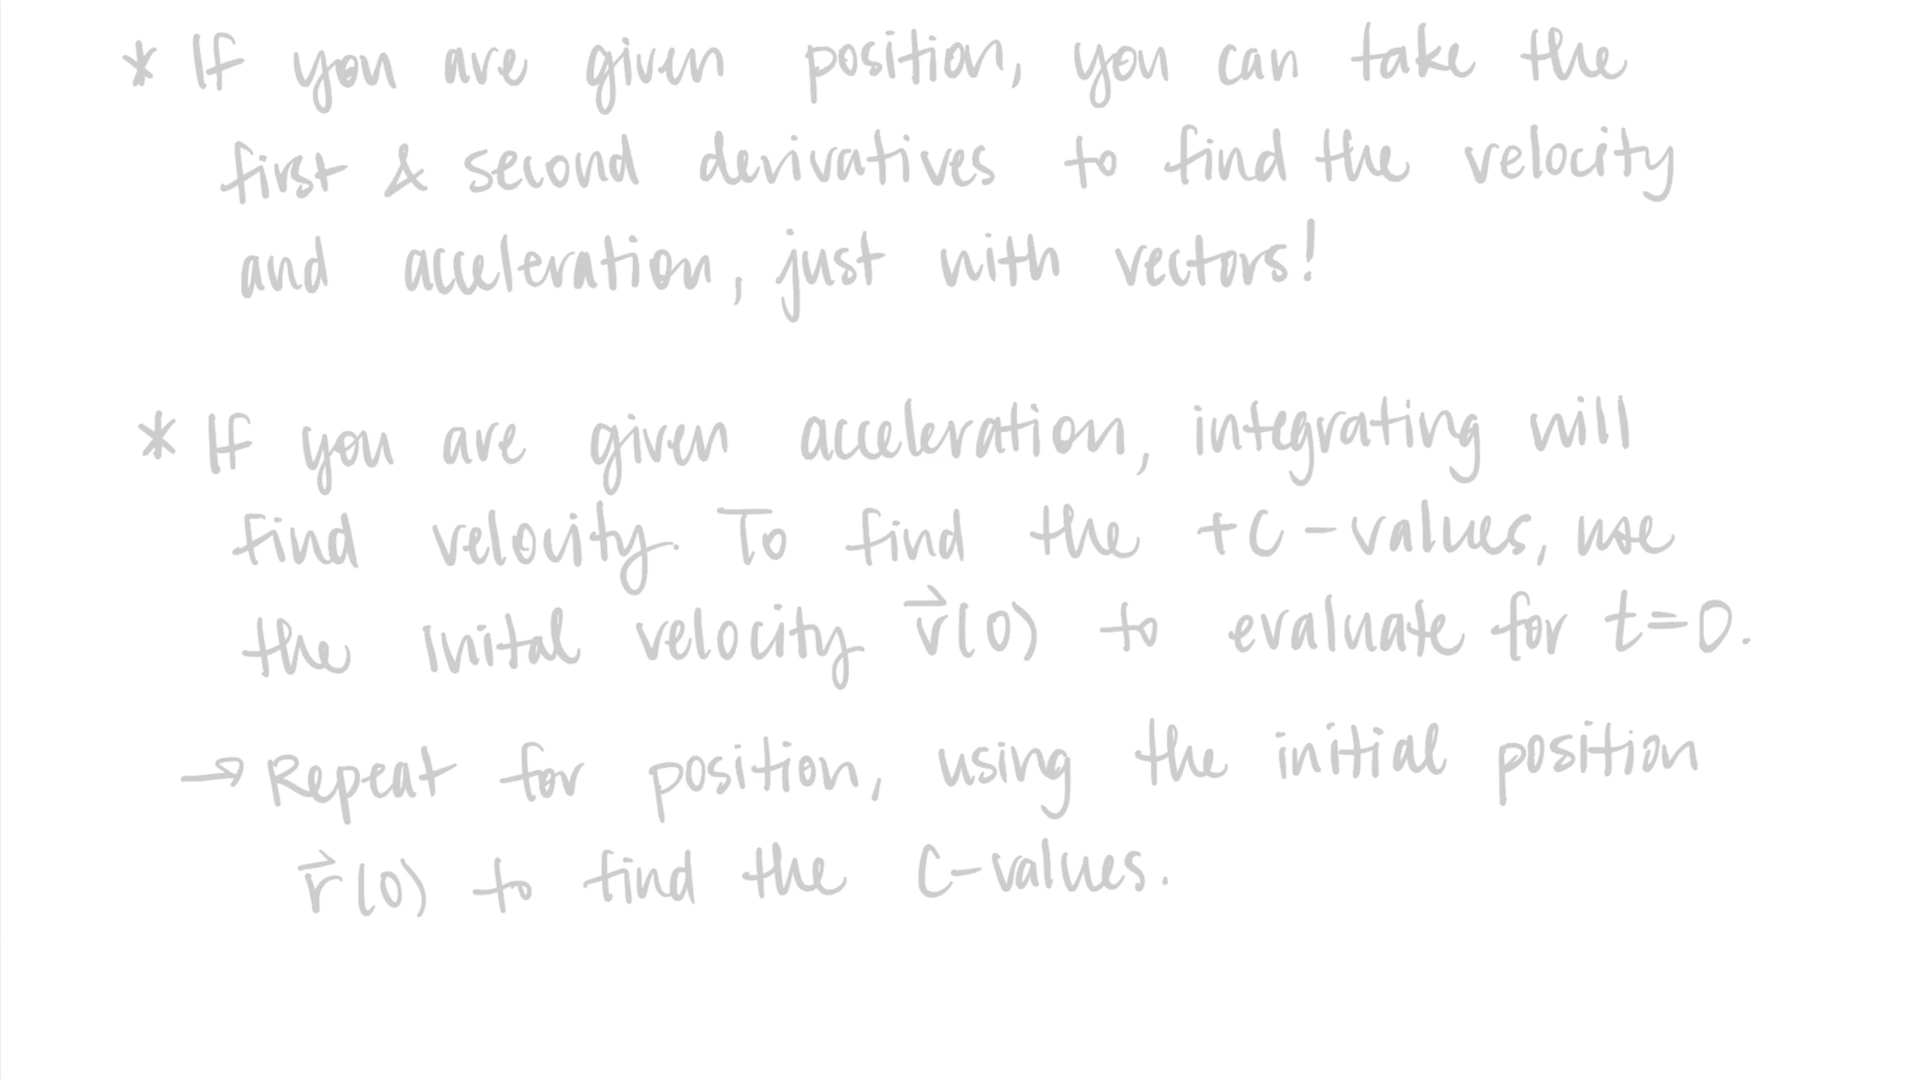 * If you are given position, you can take the
first & second derivatives to find the velocity
and acceleration, just with vectors!
* If you are given acceleration, integrating will
find velocity. To find the +C-values, use
the inital velocity v⃗(0) to evaluate for t=0.
→ Repeat for position, using the initial position
r⃗(0) to find the C-values.